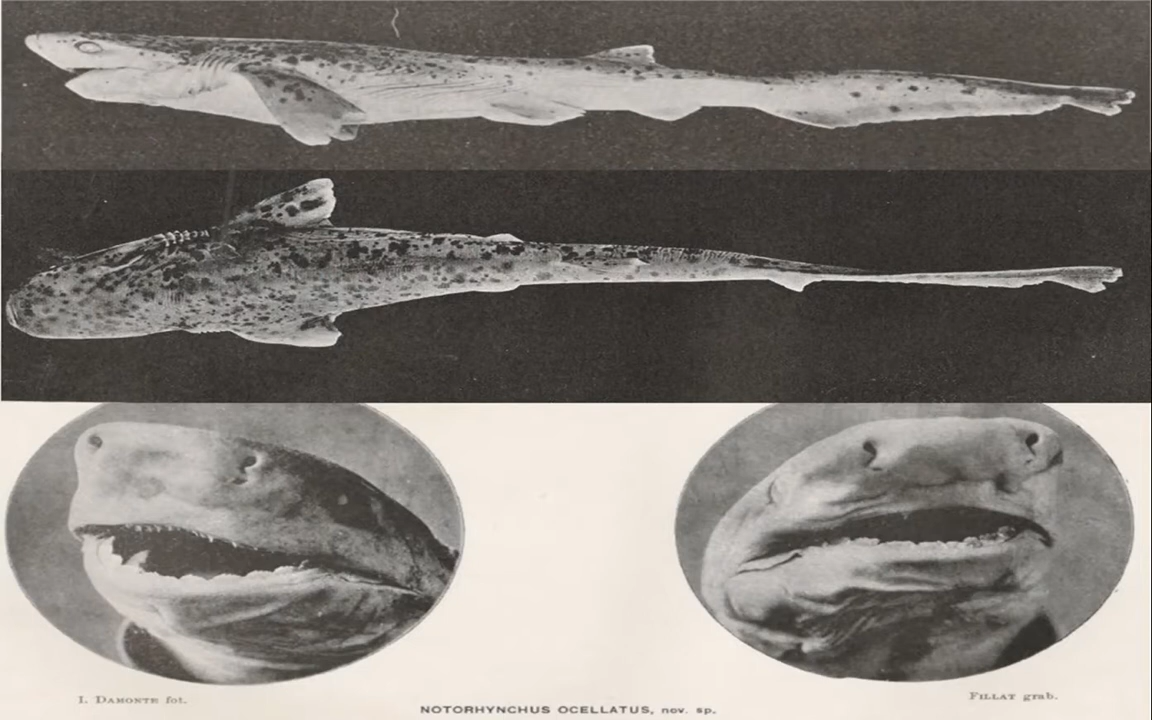 I. Damonte fot.
Fillat grab.
NOTORHYNCHUS OCELLATUS, nov. sp.